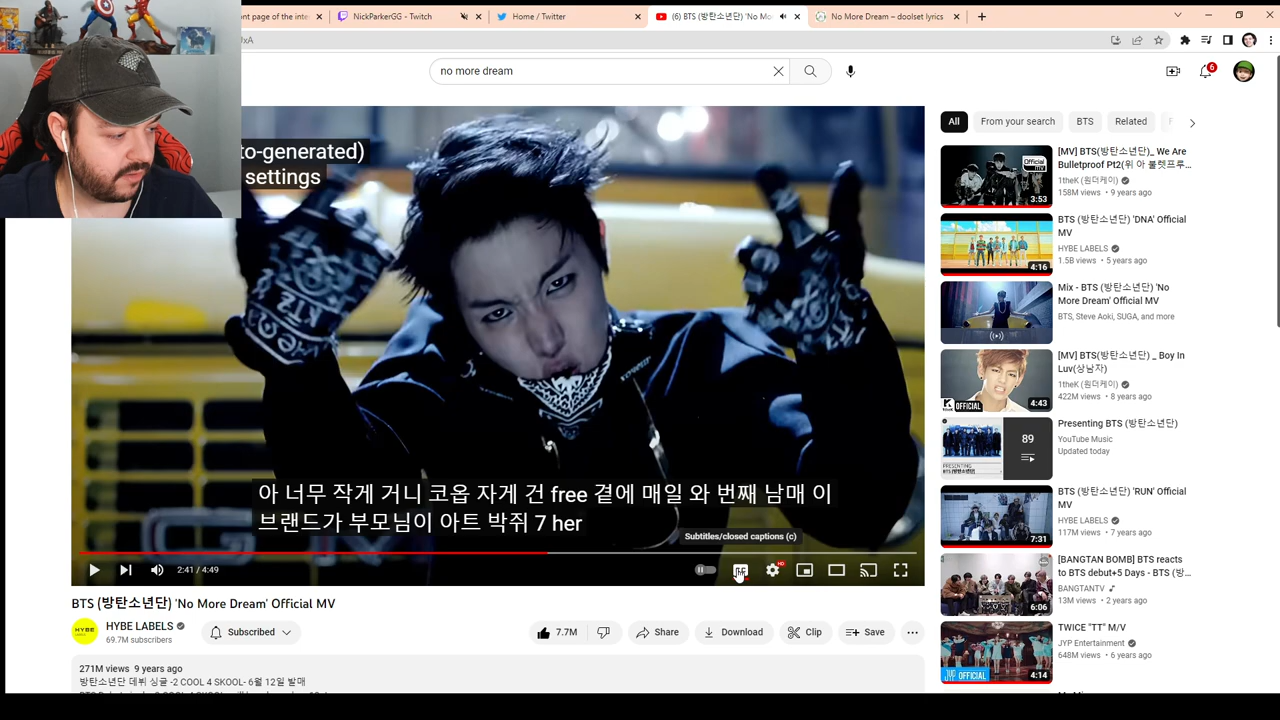 nt page of the inte
NickParkerGG - Twitch
Home / Twitter
(6) BTS (방탄소년단) 'No Mo
No More Dream – doolset lyrics
no more dream
6
to-generated)
settings
아 너무 작게 거니 코옵 자게 건 free 곁에 매일 와 번째 남매 이
브랜드가 부모님이 아트 박쥐 7 her
Subtitles/closed captions (c)
2:41 / 4:49
HD
BTS (방탄소년단) 'No More Dream' Official MV
HYBE
HYBE LABELS
69.7M subscribers
Subscribed
7.7M
Share
Download
Clip
Save
271M views 9 years ago
방탄소년단 데뷔 싱글 -2 COOL 4 SKOOL- 6월 12일 발매
All
From your search
BTS
Related
[MV] BTS(방탄소년단)_ We Are
Bulletproof Pt2(위 아 불렛프루...
1theK (원더케이)
158M views • 9 years ago
Official
3:53
BTS (방탄소년단) 'DNA' Official
MV
HYBE LABELS
1.5B views • 5 years ago
4:16
Mix - BTS (방탄소년단) 'No
More Dream' Official MV
BTS, Steve Aoki, SUGA, and more
[MV] BTS(방탄소년단) _ Boy In
Luv(상남자)
1theK (원더케이)
422M views • 8 years ago
OFFICIAL
4:43
Presenting BTS (방탄소년단)
YouTube Music
Updated today
89
BTS (방탄소년단) 'RUN' Official
MV
HYBE LABELS
117M views • 7 years ago
7:31
[BANGTAN BOMB] BTS reacts
to BTS debut+5 Days - BTS (방...
BANGTANTV
13M views • 2 years ago
6:06
TWICE "TT" M/V
JYP Entertainment
648M views • 6 years ago
OFFICIAL
4:14